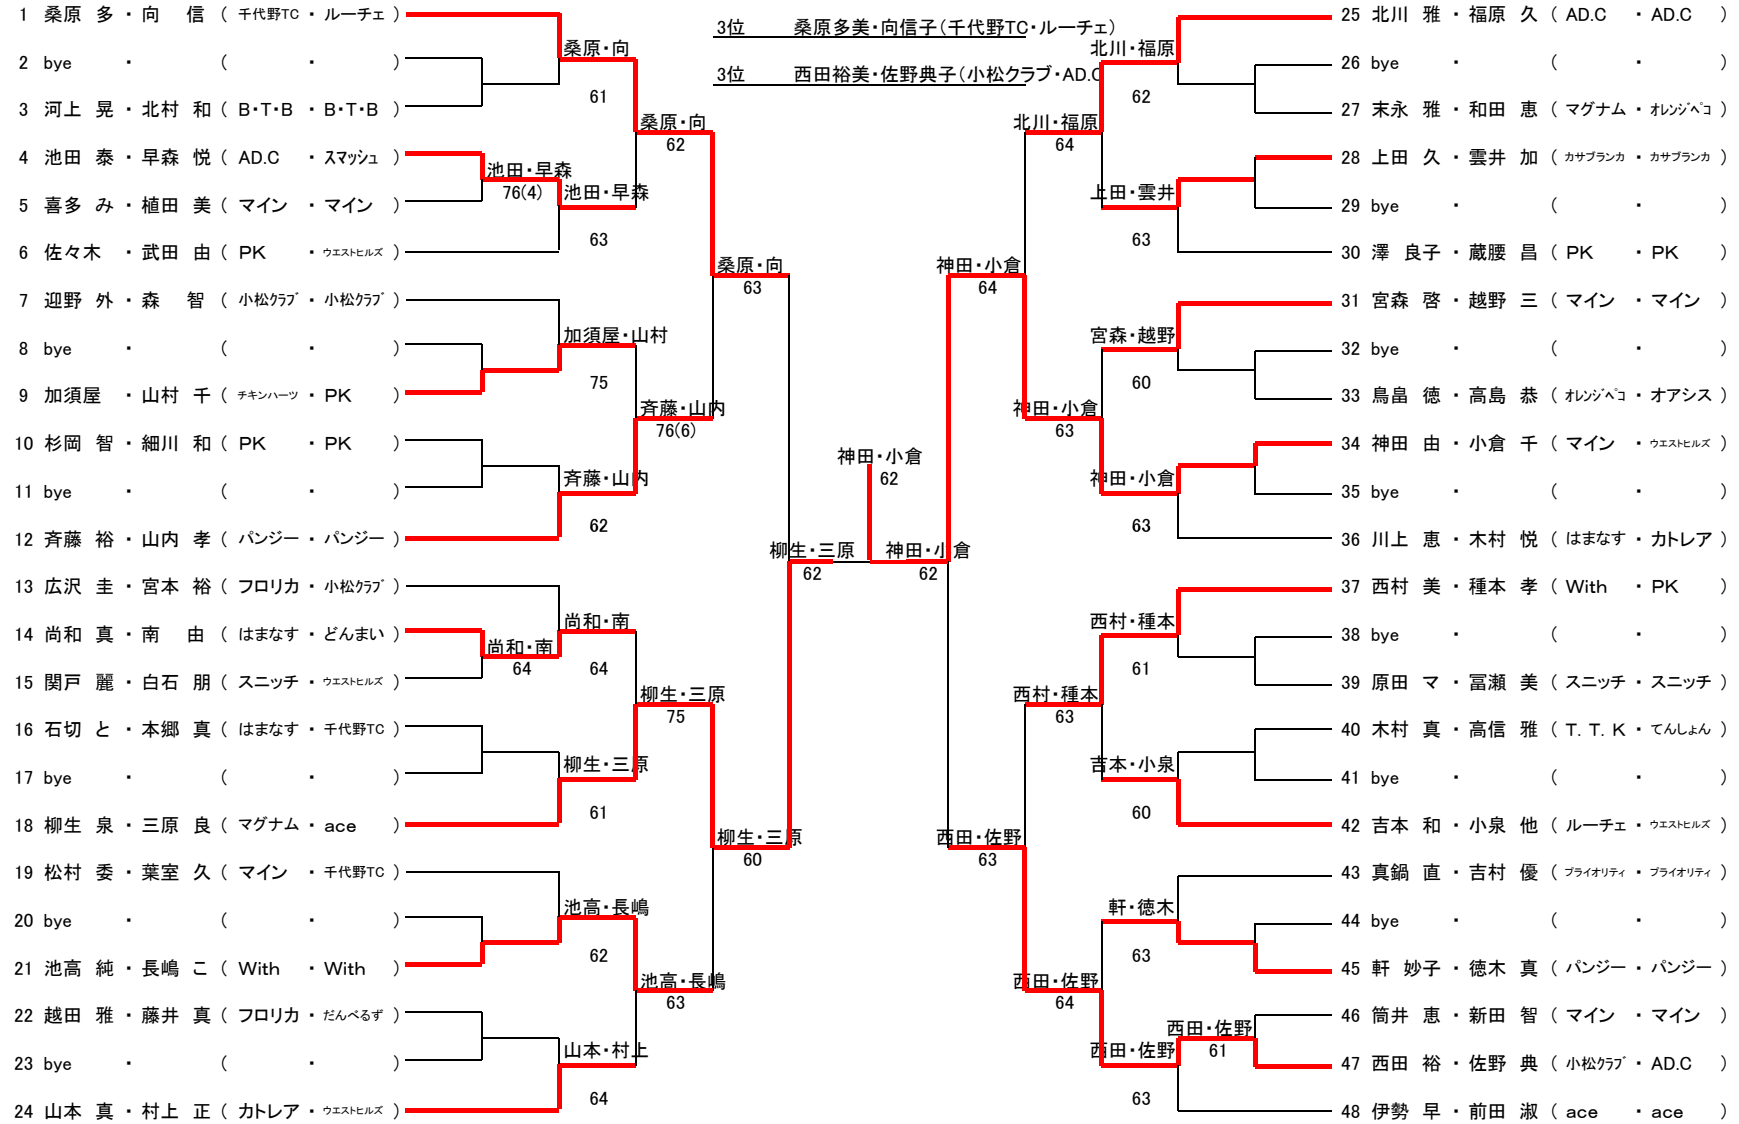 3位 桑原多美・向信子(千代野TC・ルーチェ)
3位 西田裕美・佐野典子(小松クラブ・AD.C
1 桑原 多・向 信 ( 千代野TC ・ ルーチェ )
2 bye ・ ( ・ )
3 河上 晃・北村 和 ( B・T・B ・ B・T・B )
4 池田 泰・早森 悦 ( AD.C ・ スマッシュ )
5 喜多 み・植田 美 ( マイン ・ マイン )
6 佐々木 ・武田 由 ( PK ・ ウエストヒルズ )
7 迎野 外・森 智 ( 小松クラブ ・ 小松クラブ )
8 bye ・ ( ・ )
9 加須屋 ・山村 千 ( チキンハーツ ・ PK )
10 杉岡 智・細川 和 ( PK ・ PK )
11 bye ・ ( ・ )
12 斉藤 裕・山内 孝 ( パンジー ・ パンジー )
13 広沢 圭・宮本 裕 ( フロリカ ・ 小松クラブ )
14 尚和 真・南 由 ( はまなす ・ どんまい )
15 関戸 麗・白石 朋 ( スニッチ ・ ウエストヒルズ )
16 石切 と・本郷 真 ( はまなす ・ 千代野TC )
17 bye ・ ( ・ )
18 柳生 泉・三原 良 ( マグナム ・ ace )
19 松村 委・葉室 久 ( マイン ・ 千代野TC )
20 bye ・ ( ・ )
21 池高 純・長嶋 こ ( With ・ With )
22 越田 雅・藤井 真 ( フロリカ ・ だんべるず )
23 bye ・ ( ・ )
24 山本 真・村上 正 ( カトレア ・ ウエストヒルズ )
池田・早森
76(4)
尚和・南
64
桑原・向
61
池田・早森
63
加須屋・山村
75
斉藤・山内
62
尚和・南
64
柳生・三原
61
池高・長嶋
62
山本・村上
64
桑原・向
62
斉藤・山内
76(6)
柳生・三原
75
池高・長嶋
63
桑原・向
63
柳生・三原
60
柳生・三原
62
神田・小倉
62
神田・小倉
62
神田・小倉
64
西田・佐野
63
北川・福原
64
神田・小倉
63
西村・種本
63
西田・佐野
64
北川・福原
62
上田・雲井
63
宮森・越野
60
神田・小倉
63
西村・種本
61
吉本・小泉
60
軒・徳木
63
西田・佐野
63
西田・佐野
61
25 北川 雅・福原 久 ( AD.C ・ AD.C )
26 bye ・ ( ・ )
27 末永 雅・和田 恵 ( マグナム ・ オレンジペコ )
28 上田 久・雲井 加 ( カサブランカ ・ カサブランカ )
29 bye ・ ( ・ )
30 澤 良子・蔵腰 昌 ( PK ・ PK )
31 宮森 啓・越野 三 ( マイン ・ マイン )
32 bye ・ ( ・ )
33 鳥畠 徳・高島 恭 ( オレンジペコ ・ オアシス )
34 神田 由・小倉 千 ( マイン ・ ウエストヒルズ )
35 bye ・ ( ・ )
36 川上 恵・木村 悦 ( はまなす ・ カトレア )
37 西村 美・種本 孝 ( With ・ PK )
38 bye ・ ( ・ )
39 原田 マ・冨瀬 美 ( スニッチ ・ スニッチ )
40 木村 真・高信 雅 ( T. T. K ・ てんしょん )
41 bye ・ ( ・ )
42 吉本 和・小泉 他 ( ルーチェ ・ ウエストヒルズ )
43 真鍋 直・吉村 優 ( プライオリティ ・ プライオリティ )
44 bye ・ ( ・ )
45 軒 妙子・徳木 真 ( パンジー ・ パンジー )
46 筒井 恵・新田 智 ( マイン ・ マイン )
47 西田 裕・佐野 典 ( 小松クラブ ・ AD.C )
48 伊勢 早・前田 淑 ( ace ・ ace )